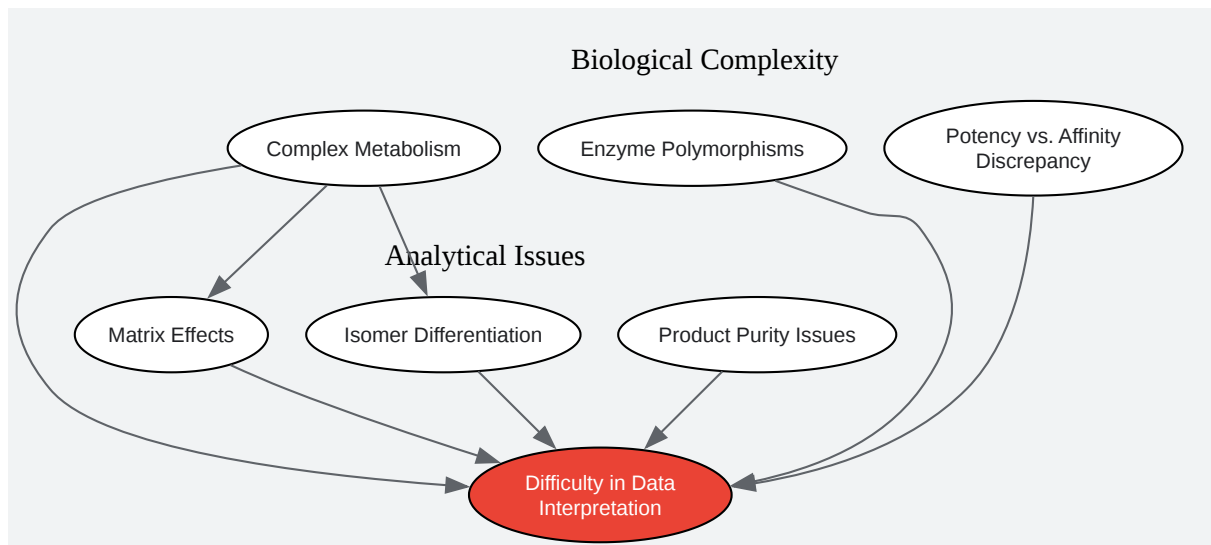 Biological Complexity
Complex Metabolism
Enzyme Polymorphisms
Potency vs. Affinity
Discrepancy
Analytical Issues
Matrix Effects
Isomer Differentiation
Product Purity Issues
Difficulty in Data
Interpretation